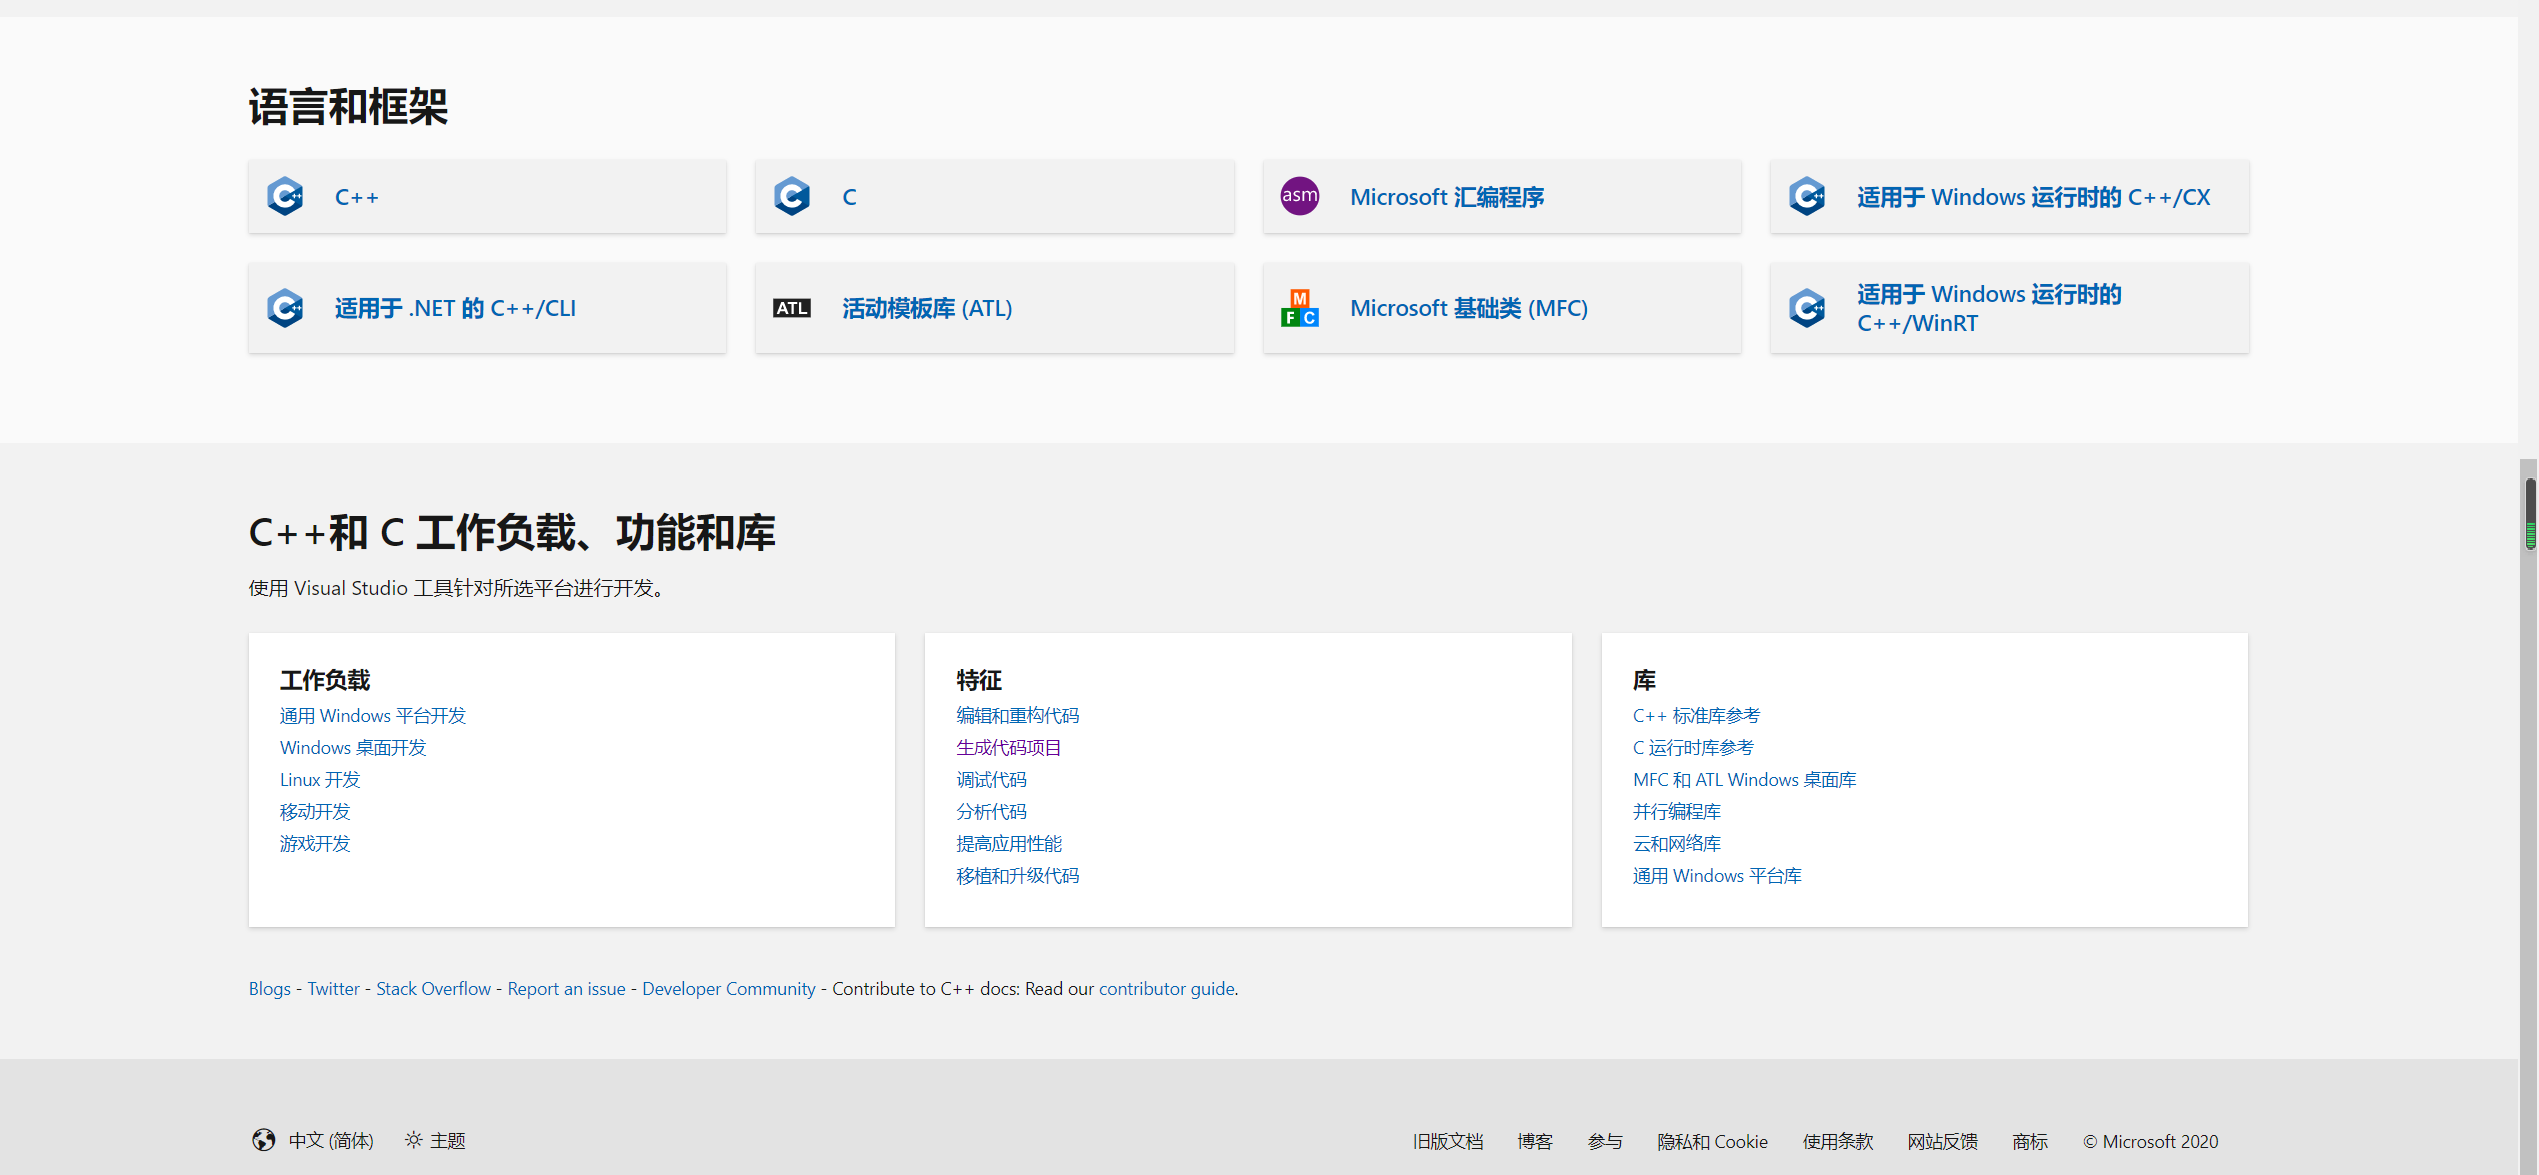 语言和框架
C++
C
asm Microsoft 汇编程序
适用于 Windows 运行时的 C++/CX
适用于 .NET 的 C++/CLI
ATL 活动模板库 (ATL)
M F C Microsoft 基础类 (MFC)
适用于 Windows 运行时的
C++/WinRT
C++和 C 工作负载、功能和库
使用 Visual Studio 工具针对所选平台进行开发。
工作负载
通用 Windows 平台开发
Windows 桌面开发
Linux 开发
移动开发
游戏开发
特征
编辑和重构代码
生成代码项目
调试代码
分析代码
提高应用性能
移植和升级代码
库
C++ 标准库参考
C 运行时库参考
MFC 和 ATL Windows 桌面库
并行编程库
云和网络库
通用 Windows 平台库
Blogs - Twitter - Stack Overflow - Report an issue - Developer Community - Contribute to C++ docs: Read our contributor guide.
中文 (简体) 主题
旧版文档 博客 参与 隐私和 Cookie 使用条款 网站反馈 商标 © Microsoft 2020